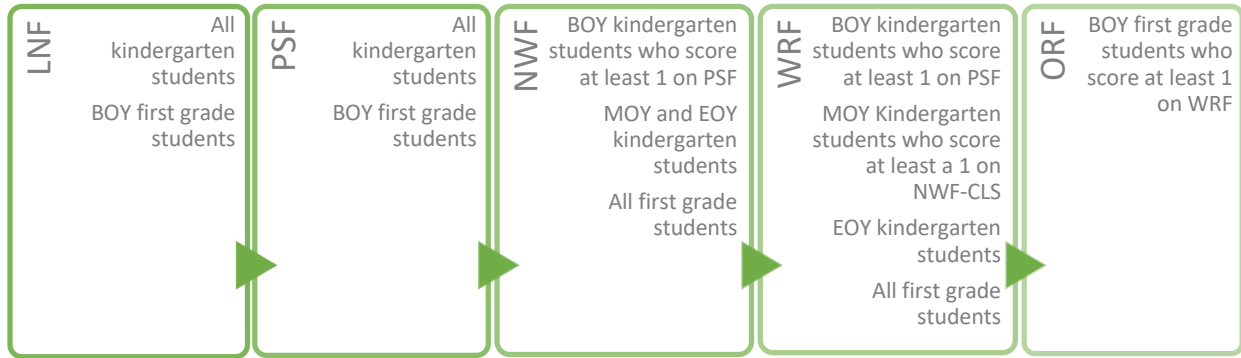 LNF
All
kindergarten
students
BOY first grade
students
PSF
All
kindergarten
students
BOY first grade
students
NWF
BOY kindergarten
students who score
at least 1 on PSF
MOY and EOY
kindergarten
students
All first grade
students
WRF
BOY kindergarten
students who score
at least 1 on PSF
MOY Kindergarten
students who score
at least a 1 on
NWF-CLS
EOY kindergarten
students
All first grade
students
ORF
BOY first grade
students who
score at least 1
on WRF